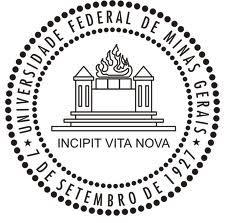 UNIVERSIDADE FEDERAL DE MINAS GERAIS
INCIPIT VITA NOVA
* 7 DE SETEMBRO DE 1927 *